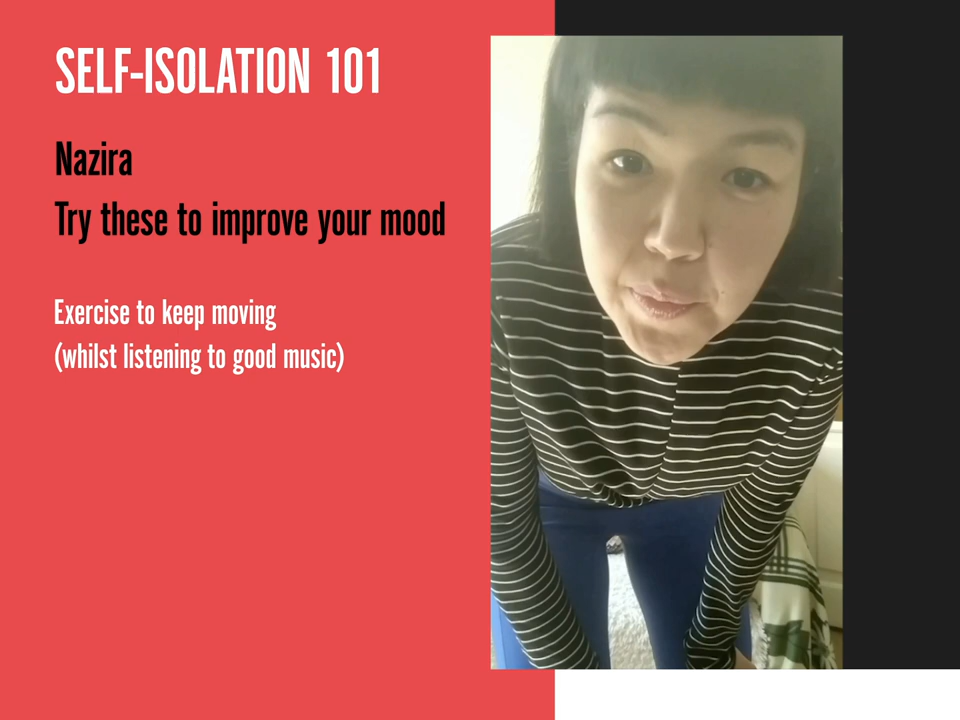 SELF-ISOLATION 101
Nazira
Try these to improve your mood
Exercise to keep moving
(whilst listening to good music)